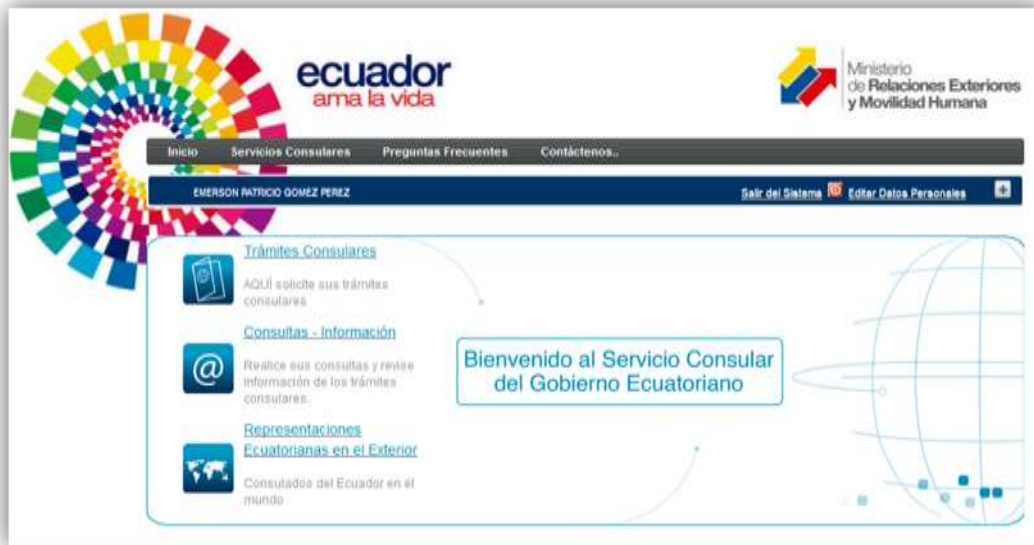 ecuador
ama la vida
Ministerio
de Relaciones Exteriores
y Movilidad Humana
Inicio Servicios Consulares Preguntas Frecuentes Contáctenos..
EMERSON PATRICIO GOMEZ PEREZ Salir del Sistema Editar Datos Personales
Trámites Consulares
AQUÍ solicite sus trámites
consulares
Consultas - Información
Realice sus consultas y revise
información de los trámites
consulares.
Representaciones
Ecuatorianas en el Exterior
Consulados del Ecuador en el
mundo
Bienvenido al Servicio Consular
del Gobierno Ecuatoriano